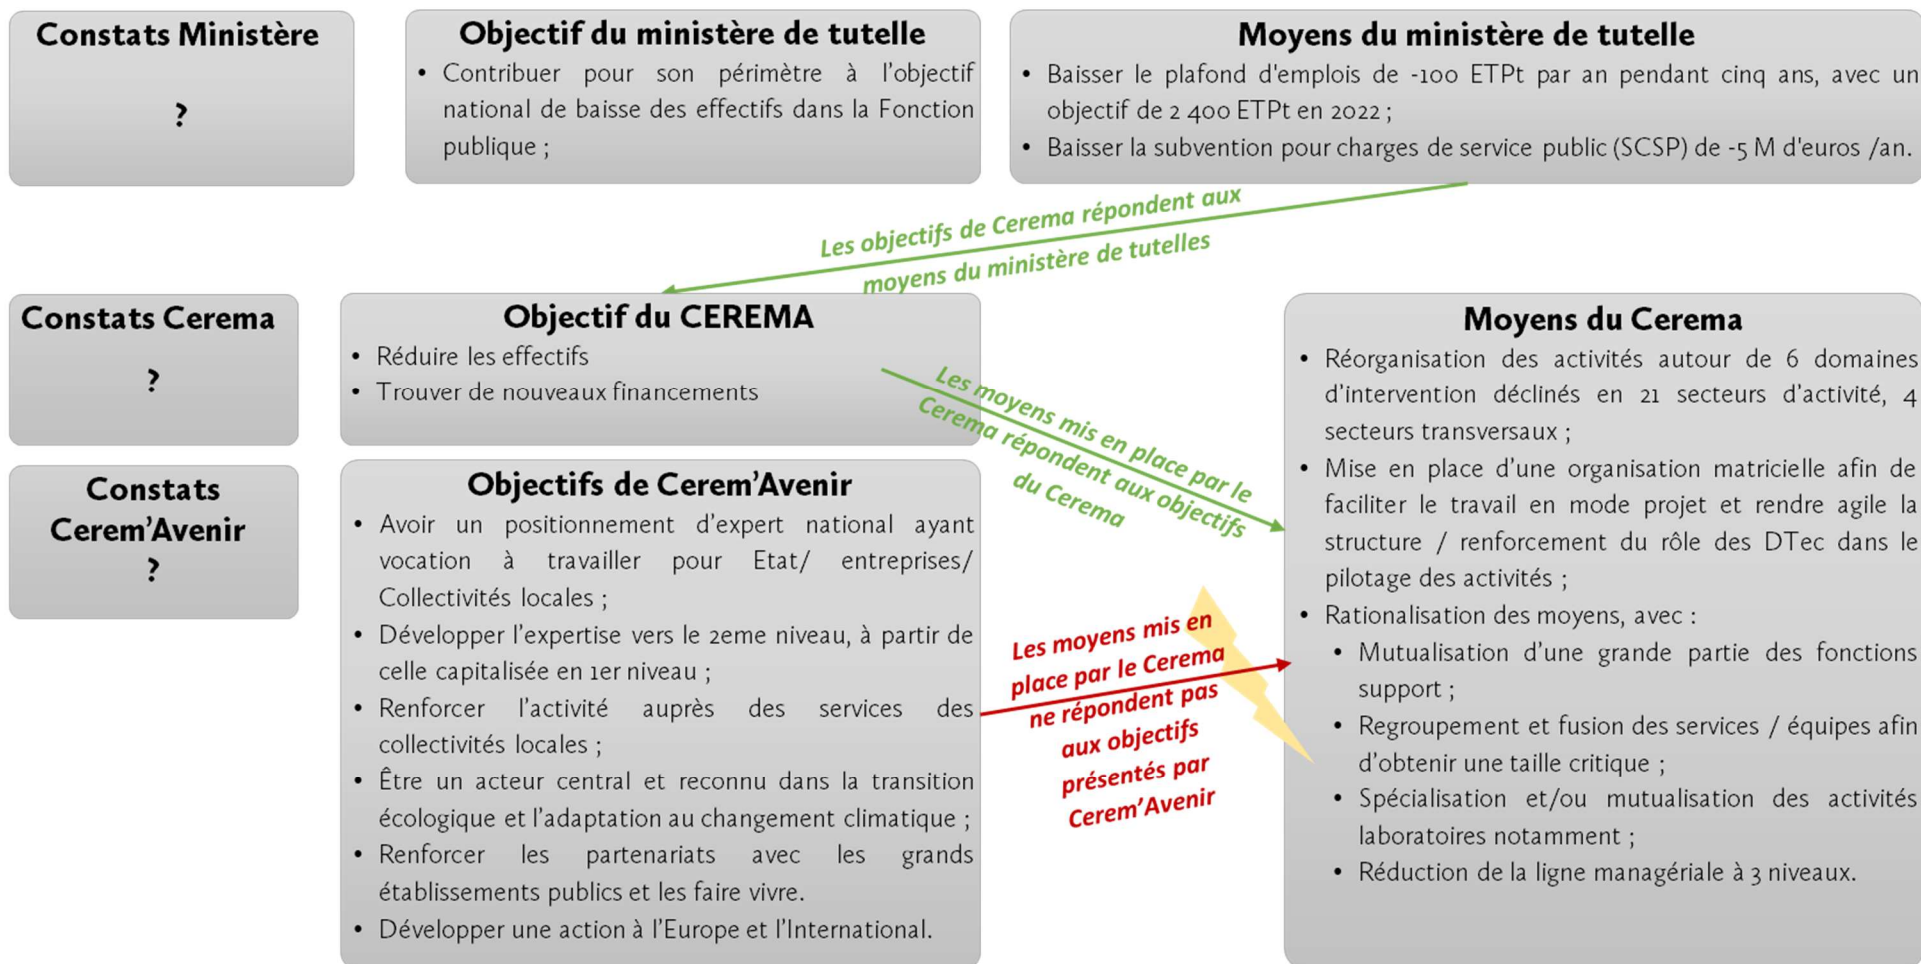 Constats Ministère
?
Objectif du ministère de tutelle
• Contribuer pour son périmètre à l'objectif
national de baisse des effectifs dans la Fonction
publique ;
Moyens du ministère de tutelle
• Baisser le plafond d'emplois de -100 ETPt par an pendant cinq ans, avec un
objectif de 2 400 ETPt en 2022 ;
• Baisser la subvention pour charges de service public (SCSP) de -5 M d'euros /an.
Les objectifs de Cerema répondent aux
moyens du ministère de tutelles
Constats Cerema
?
Objectif du CEREMA
• Réduire les effectifs
• Trouver de nouveaux financements
Les moyens mis en place par le
Cerema répondent aux objectifs
du Cerema
Constats
Cerem'Avenir
?
Objectifs de Cerem'Avenir
• Avoir un positionnement d'expert national ayant
vocation à travailler pour Etat/ entreprises/
Collectivités locales ;
• Développer l'expertise vers le 2eme niveau, à partir de
celle capitalisée en 1er niveau ;
• Renforcer l'activité auprès des services des
collectivités locales ;
• Être un acteur central et reconnu dans la transition
écologique et l'adaptation au changement climatique ;
• Renforcer les partenariats avec les grands
établissements publics et les faire vivre.
• Développer une action à l'Europe et l'International.
Les moyens mis en
place par le Cerema
ne répondent pas
aux objectifs
présentés par
Cerem'Avenir
Moyens du Cerema
• Réorganisation des activités autour de 6 domaines
d'intervention déclinés en 21 secteurs d'activité, 4
secteurs transversaux ;
• Mise en place d'une organisation matricielle afin de
faciliter le travail en mode projet et rendre agile la
structure / renforcement du rôle des DTec dans le
pilotage des activités ;
• Rationalisation des moyens, avec :
• Mutualisation d'une grande partie des fonctions
support ;
• Regroupement et fusion des services / équipes afin
d'obtenir une taille critique ;
• Spécialisation et/ou mutualisation des activités
laboratoires notamment ;
• Réduction de la ligne managériale à 3 niveaux.